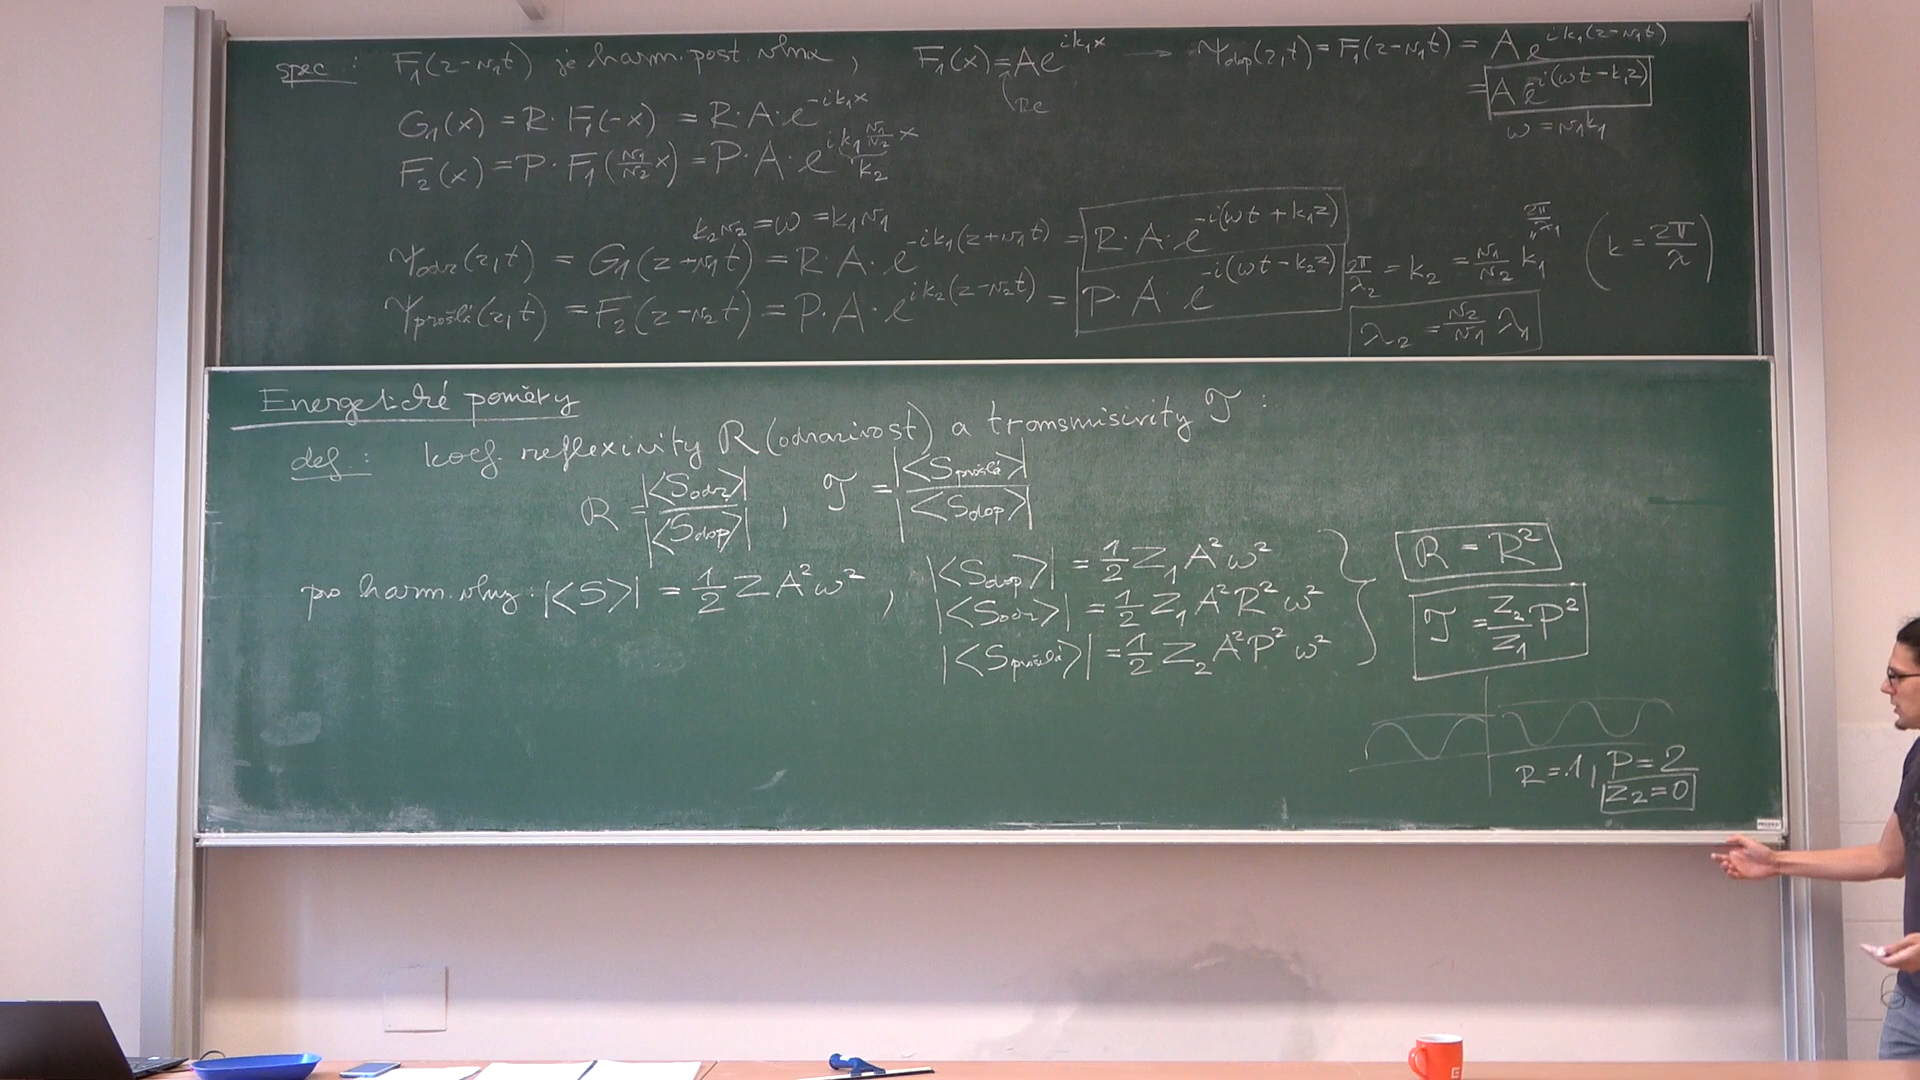 spec: F₁(z-v₁t) je harm. post. vlna, F₁(x)=Ae^{ik₁x} → Ψ_dop(z,t) = F₁(z-v₁t) = A e^{ik₁(z-v₁t)}
Re = A e^{-i(ωt-k₁z)}
G₁(x) = R·F₁(-x) = R·A·e^{-ik₁x} ω = v₁k₁
F₂(x) = P·F₁(v₁/v₂ x) = P·A·e^{ik₁ v₁/v₂ x} k₂
k₂v₂ = ω = k₁v₁
Ψ_odr(z,t) = G₁(z+v₁t) = R·A·e^{-ik₁(z+v₁t)} = R·A·e^{-i(ωt+k₁z)} 2π/λ₂ = k₂ = v₁/v₂ k₁ 2π/λ₁ (k = 2π/λ)
Ψ_prošlá(z,t) = F₂(z-v₂t) = P·A·e^{ik₂(z-v₂t)} = P·A e^{-i(ωt-k₂z)} λ₂ = v₂/v₁ λ₁
Energetické poměry
def: koef. reflexivity ℛ (odrazivost) a transmisivity 𝒯:
ℛ = |<S_odr>|/|<S_dop>|, 𝒯 = |<S_prošlá>|/|<S_dop>|
pro harm. vlny: |<S>| = 1/2 Z A² ω², |<S_dop>| = 1/2 Z₁ A² ω²
|<S_odr>| = 1/2 Z₁ A² R² ω²
|<S_prošlá>| = 1/2 Z₂ A² P² ω²
ℛ = R²
𝒯 = Z₂/Z₁ P²
R=1, P=2
Z₂=0